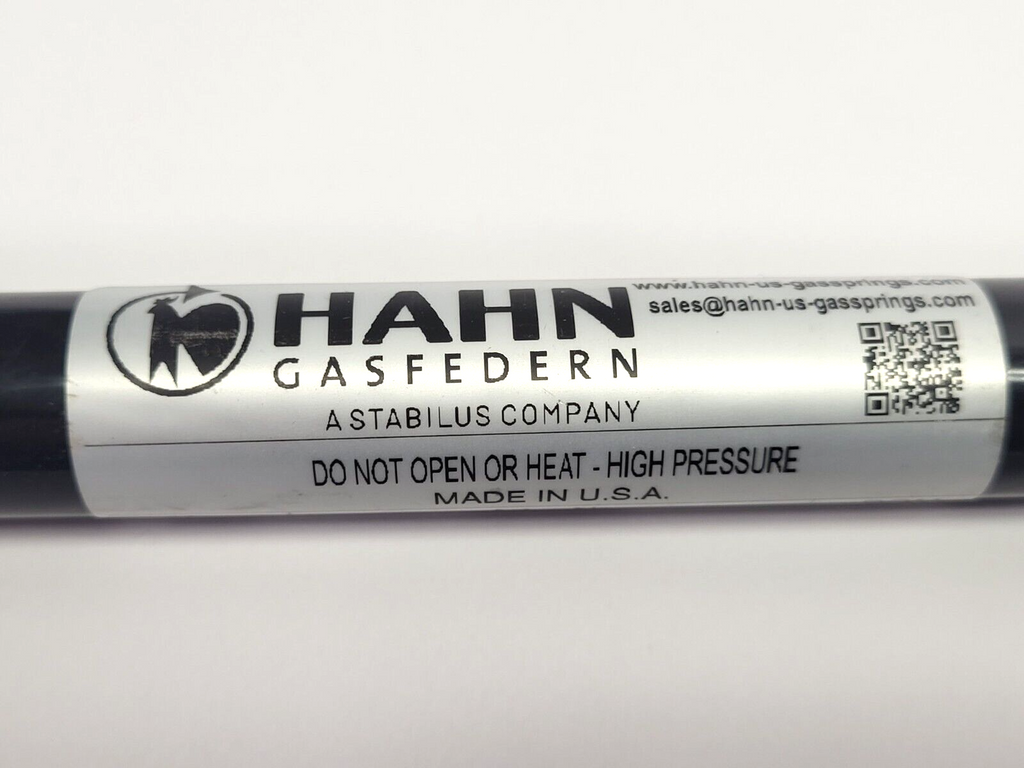 HAHN
GASFEDERN
A STABILUS COMPANY
www.hahn-us-gassprings.com
sales@hahn-us-gassprings.com
DO NOT OPEN OR HEAT - HIGH PRESSURE
MADE IN U.S.A.